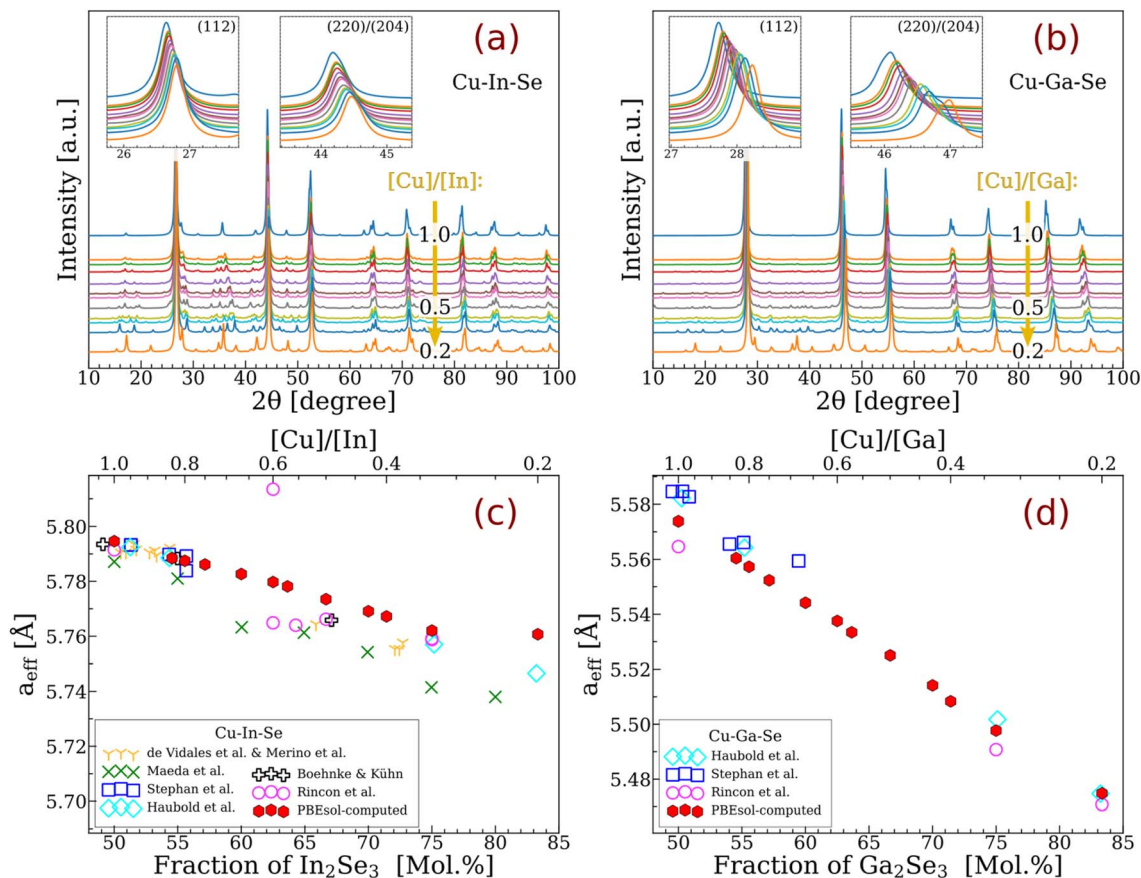 (112)
(220)/(204)
(a)
Cu-In-Se
26 27
44 45
[Cu]/[In]:
1.0
0.5
0.2
Intensity [a.u.]
10 20 30 40 50 60 70 80 90 100
2θ [degree]
(112)
(220)/(204)
(b)
Cu-Ga-Se
27 28
46 47
[Cu]/[Ga]:
1.0
0.5
0.2
Intensity [a.u.]
10 20 30 40 50 60 70 80 90 100
2θ [degree]
[Cu]/[In]
1.0 0.8 0.6 0.4 0.2
(c)
5.80
5.78
5.76
5.74
5.72
5.70
a_eff [Å]
Cu-In-Se
de Vidales et al. & Merino et al.
Maeda et al.
Stephan et al.
Haubold et al.
Boehnke & Kühn
Rincon et al.
PBEsol-computed
50 55 60 65 70 75 80 85
Fraction of In₂Se₃ [Mol.%]
[Cu]/[Ga]
1.0 0.8 0.6 0.4 0.2
(d)
5.58
5.56
5.54
5.52
5.50
5.48
a_eff [Å]
Cu-Ga-Se
Haubold et al.
Stephan et al.
Rincon et al.
PBEsol-computed
50 55 60 65 70 75 80 85
Fraction of Ga₂Se₃ [Mol.%]